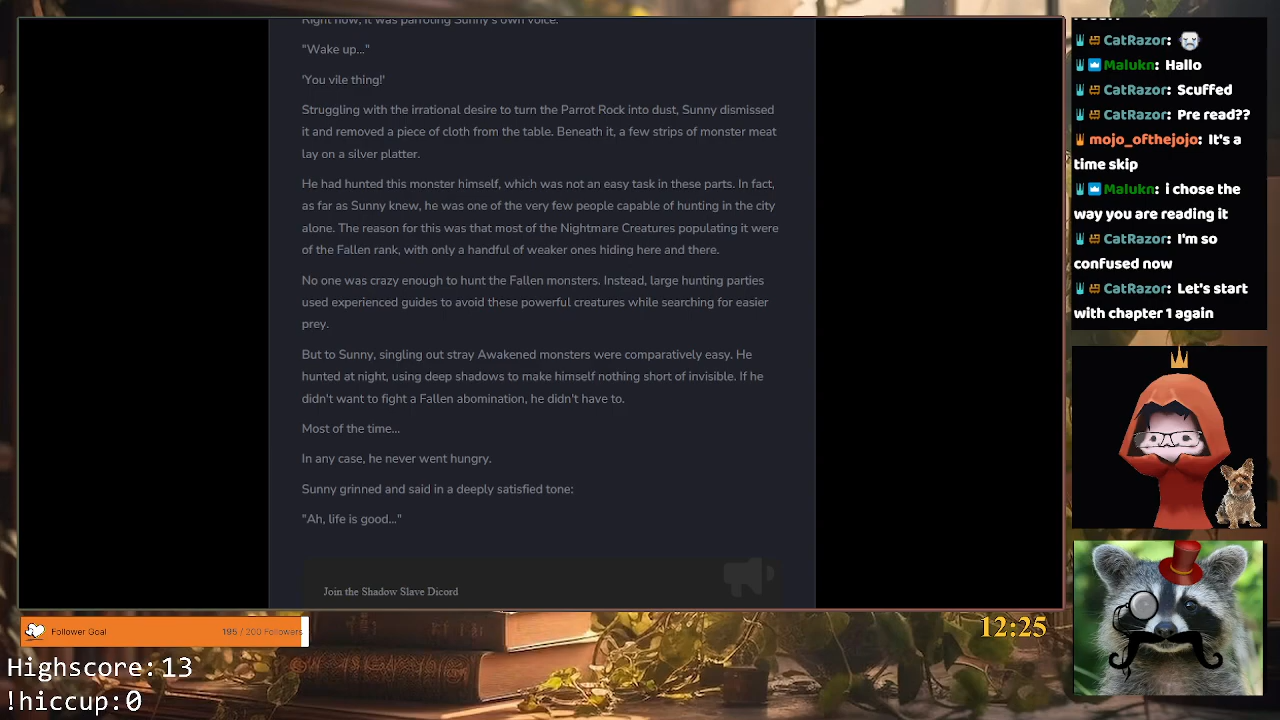 Right now, it was parroting Sunny's own voice.
"Wake up..."
'You vile thing!'
Struggling with the irrational desire to turn the Parrot Rock into dust, Sunny dismissed
it and removed a piece of cloth from the table. Beneath it, a few strips of monster meat
lay on a silver platter.
He had hunted this monster himself, which was not an easy task in these parts. In fact,
as far as Sunny knew, he was one of the very few people capable of hunting in the city
alone. The reason for this was that most of the Nightmare Creatures populating it were
of the Fallen rank, with only a handful of weaker ones hiding here and there.
No one was crazy enough to hunt the Fallen monsters. Instead, large hunting parties
used experienced guides to avoid these powerful creatures while searching for easier
prey.
But to Sunny, singling out stray Awakened monsters were comparatively easy. He
hunted at night, using deep shadows to make himself nothing short of invisible. If he
didn't want to fight a Fallen abomination, he didn't have to.
Most of the time...
In any case, he never went hungry.
Sunny grinned and said in a deeply satisfied tone:
"Ah, life is good..."
Join the Shadow Slave Dicord
CatRazor:
Malukn: Hallo
CatRazor: Scuffed
CatRazor: Pre read??
mojo_ofthejojo: It's a
time skip
Malukn: i chose the
way you are reading it
CatRazor: I'm so
confused now
CatRazor: Let's start
with chapter 1 again
Follower Goal
195 / 200 Followers
12:25
Highscore:13
!hiccup:0